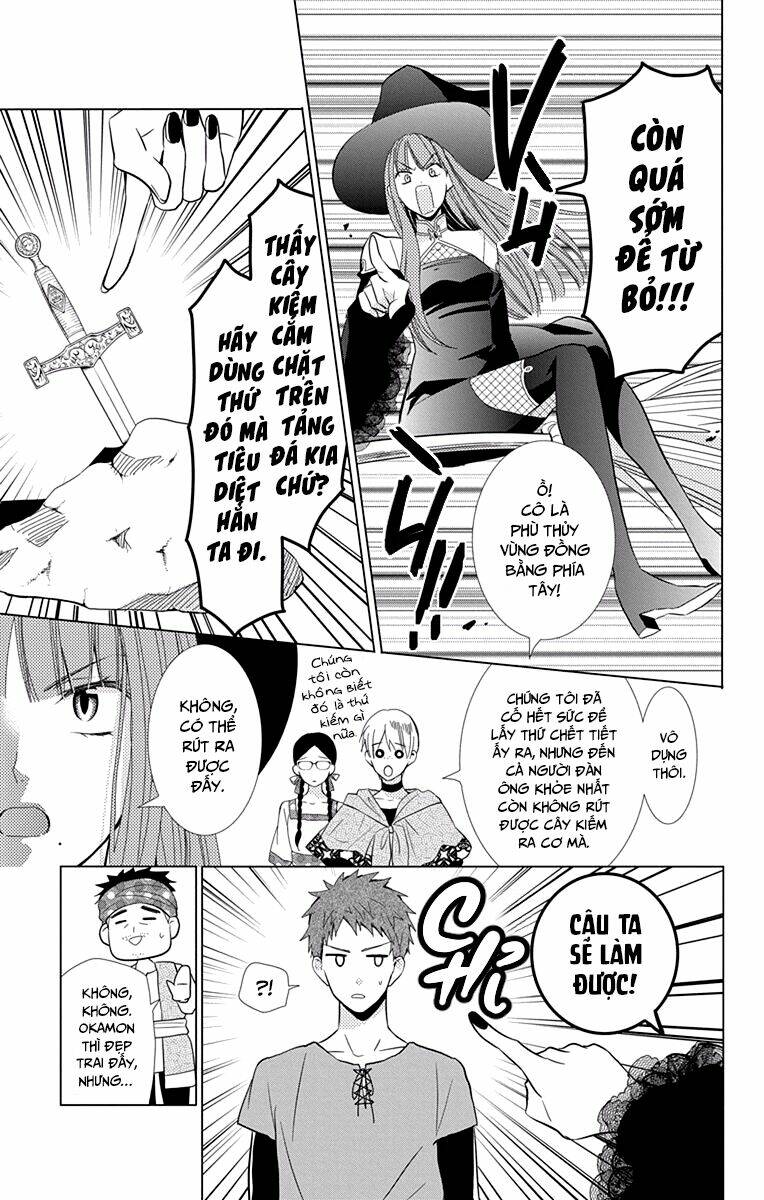 CÒN
QUÁ
SỚM
ĐỂ TỪ
BỎ!!!
Ồ!
CÔ LÀ
PHÙ THỦY
VÙNG ĐỒNG
BẰNG PHÍA
TÂY!
THẤY
CÂY KIẾM
CẮM CHẶT
TRÊN TẢNG
ĐÁ KIA
CHỨ?
HÃY
DÙNG
THỨ
ĐÓ MÀ
TIÊU
DIỆT
HẮN
TA ĐI.
VÔ
DỤNG
THÔI.
CHÚNG TÔI ĐÃ
CỐ HẾT SỨC ĐỂ
LẤY THỨ CHẾT TIẾT
ẤY RA, NHƯNG ĐẾN
CẢ NGƯỜI ĐÀN
ÔNG KHỎE NHẤT
CÒN KHÔNG RÚT
ĐƯỢC CÂY KIẾM
RA CƠ MÀ.
Chúng
tôi còn
không biết
đó là thứ
kiếm gì
nữa.
KHÔNG,
CÓ THỂ
RÚT RA
ĐƯỢC
ĐẤY.
CÂU TA
SẼ LÀM
ĐƯỢC!
CHỈ
?!
KHÔNG,
KHÔNG.
OKAMON
THÌ ĐẸP
TRAI ĐẤY,
NHƯNG...